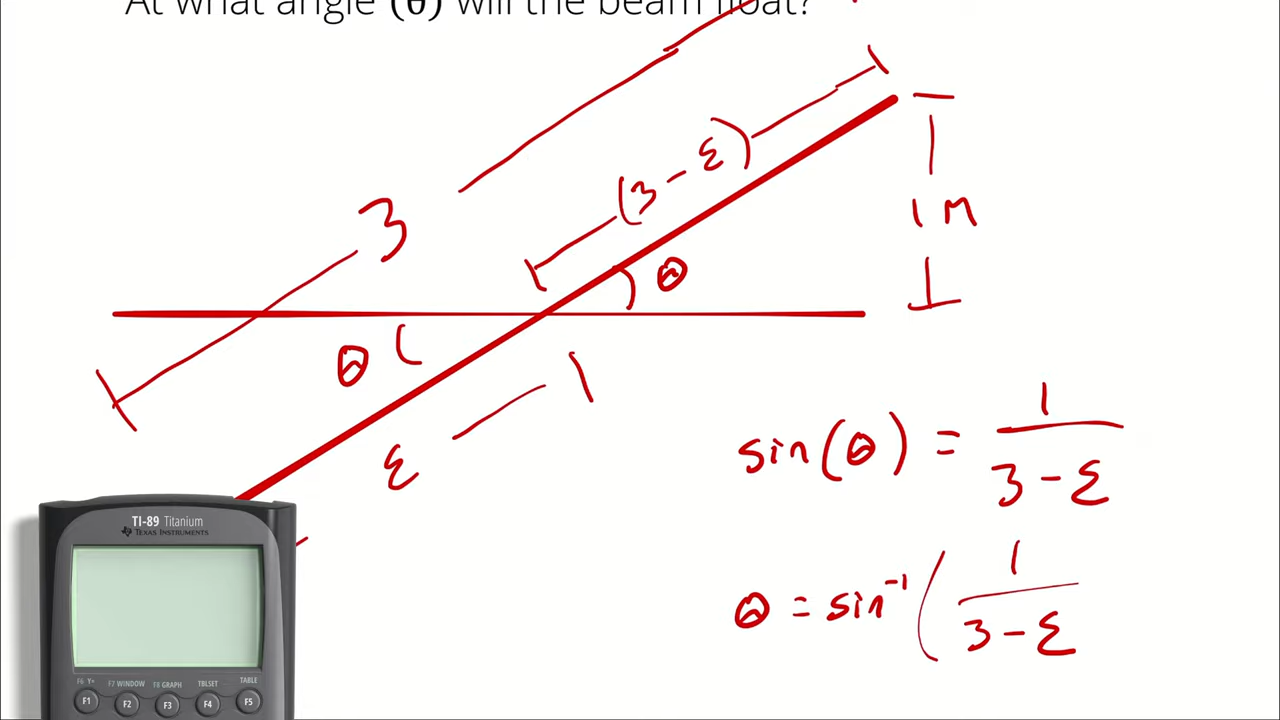 At what angle (θ) will the beam float?
3
(3 - ε)
1 M
θ
θ
ε
sin(θ) = 1/(3 - ε)
θ = sin⁻¹(1/(3 - ε)
TI-89 Titanium
TEXAS INSTRUMENTS
F6 Y= F7 WINDOW F8 GRAPH TBLSET TABLE
F1 F2 F3 F4 F5